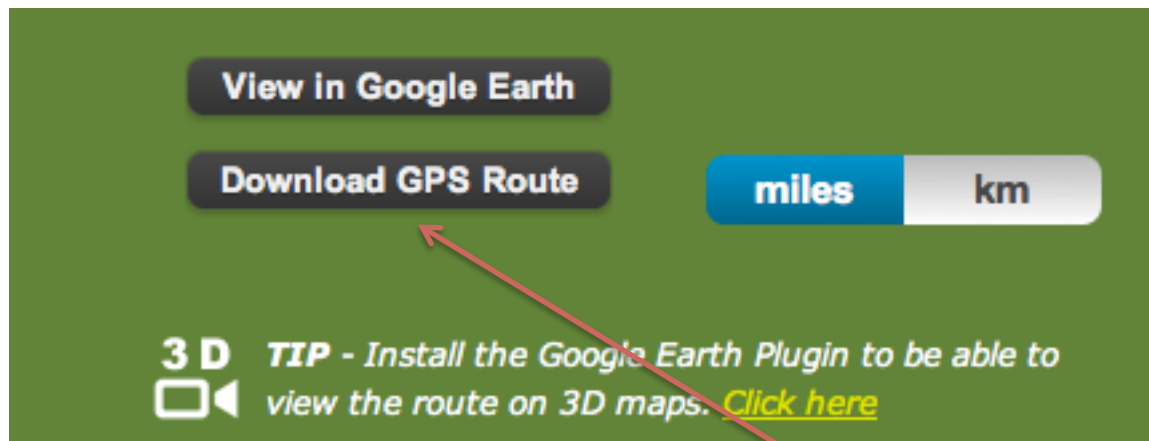 View in Google Earth
Download GPS Route
miles
km
3 D
TIP - Install the Google Earth Plugin to be able to
view the route on 3D maps. Click here